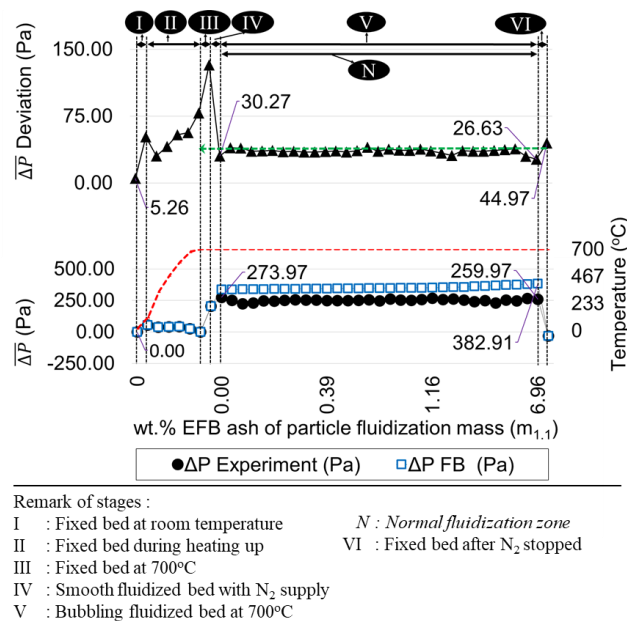 I II III IV V VI
N
150.00
75.00
0.00
ΔP Deviation (Pa)
30.27
26.63
5.26
44.97
500.00
250.00
0.00
-250.00
ΔP (Pa)
273.97
259.97
0.00
382.91
700
467
233
0
Temperature (°C)
0 0.00 0.39 1.16 6.96
wt.% EFB ash of particle fluidization mass (m1.1)
ΔP Experiment (Pa) ΔP FB (Pa)
Remark of stages :
I : Fixed bed at room temperature
II : Fixed bed during heating up
III : Fixed bed at 700°C
IV : Smooth fluidized bed with N2 supply
V : Bubbling fluidized bed at 700°C
N : Normal fluidization zone
VI : Fixed bed after N2 stopped